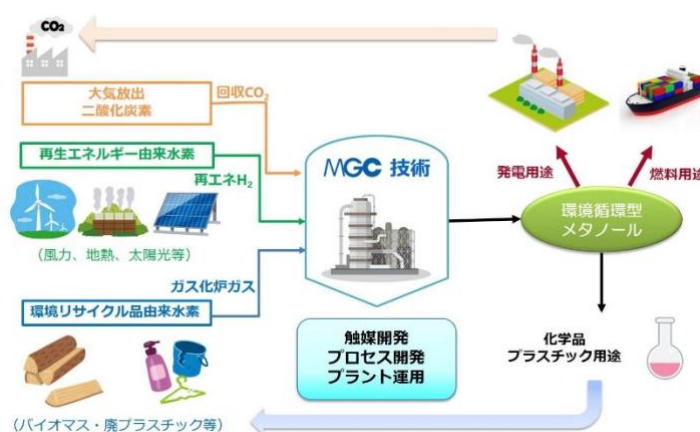 CO₂
大気放出
二酸化炭素
回収CO₂
再生エネルギー由来水素
再エネH₂
（風力、地熱、太陽光等）
ガス化炉ガス
環境リサイクル品由来水素
（バイオマス・廃プラスチック等）
MGC 技術
触媒開発
プロセス開発
プラント運用
発電用途
燃料用途
環境循環型
メタノール
化学品
プラスチック用途